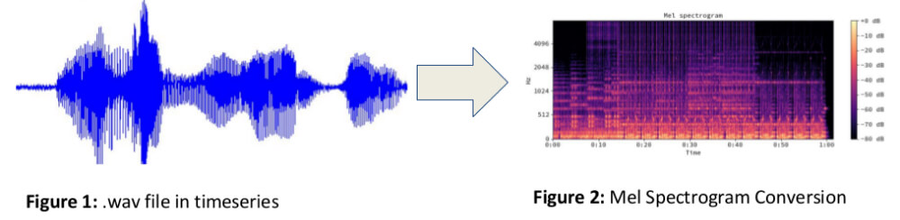 Mel spectrogram
4096
2048
1024
512
0
Hz
0:00 0:10 0:20 0:30 0:40 0:50 1:00
Time
+0 dB
-10 dB
-20 dB
-30 dB
-40 dB
-50 dB
-60 dB
-70 dB
-80 dB
Figure 1: .wav file in timeseries
Figure 2: Mel Spectrogram Conversion